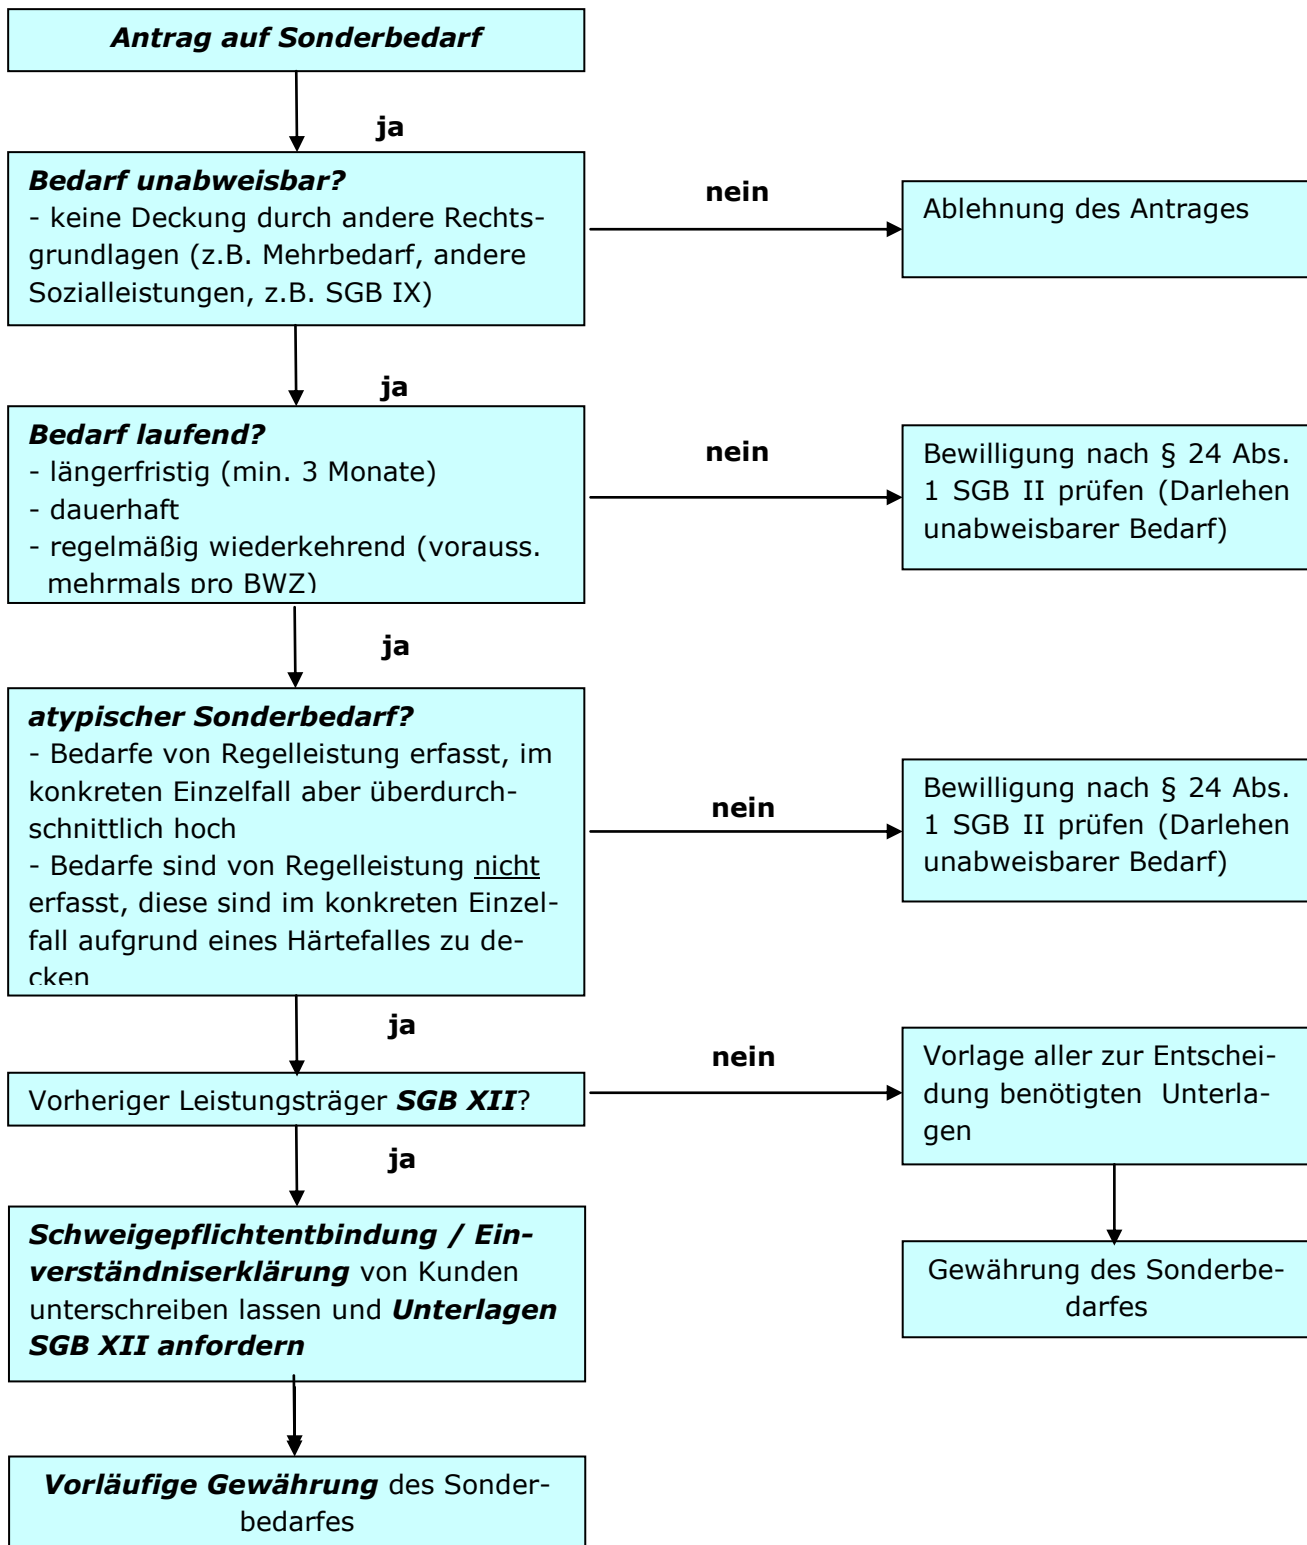 Antrag auf Sonderbedarf
ja
Bedarf unabweisbar?
- keine Deckung durch andere Rechts-
grundlagen (z.B. Mehrbedarf, andere
Sozialleistungen, z.B. SGB IX)
nein
Ablehnung des Antrages
ja
Bedarf laufend?
- längerfristig (min. 3 Monate)
- dauerhaft
- regelmäßig wiederkehrend (vorauss.
mehrmals pro BWZ)
nein
Bewilligung nach § 24 Abs.
1 SGB II prüfen (Darlehen
unabweisbarer Bedarf)
ja
atypischer Sonderbedarf?
- Bedarfe von Regelleistung erfasst, im
konkreten Einzelfall aber überdurch-
schnittlich hoch
- Bedarfe sind von Regelleistung nicht
erfasst, diese sind im konkreten Einzel-
fall aufgrund eines Härtefalles zu de-
cken
nein
Bewilligung nach § 24 Abs.
1 SGB II prüfen (Darlehen
unabweisbarer Bedarf)
ja
Vorheriger Leistungsträger SGB XII?
nein
Vorlage aller zur Entschei-
dung benötigten Unterla-
gen
Gewährung des Sonderbe-
darfes
ja
Schweigepflichtentbindung / Ein-
verständniserklärung von Kunden
unterschreiben lassen und Unterlagen
SGB XII anfordern
Vorläufige Gewährung des Sonder-
bedarfes